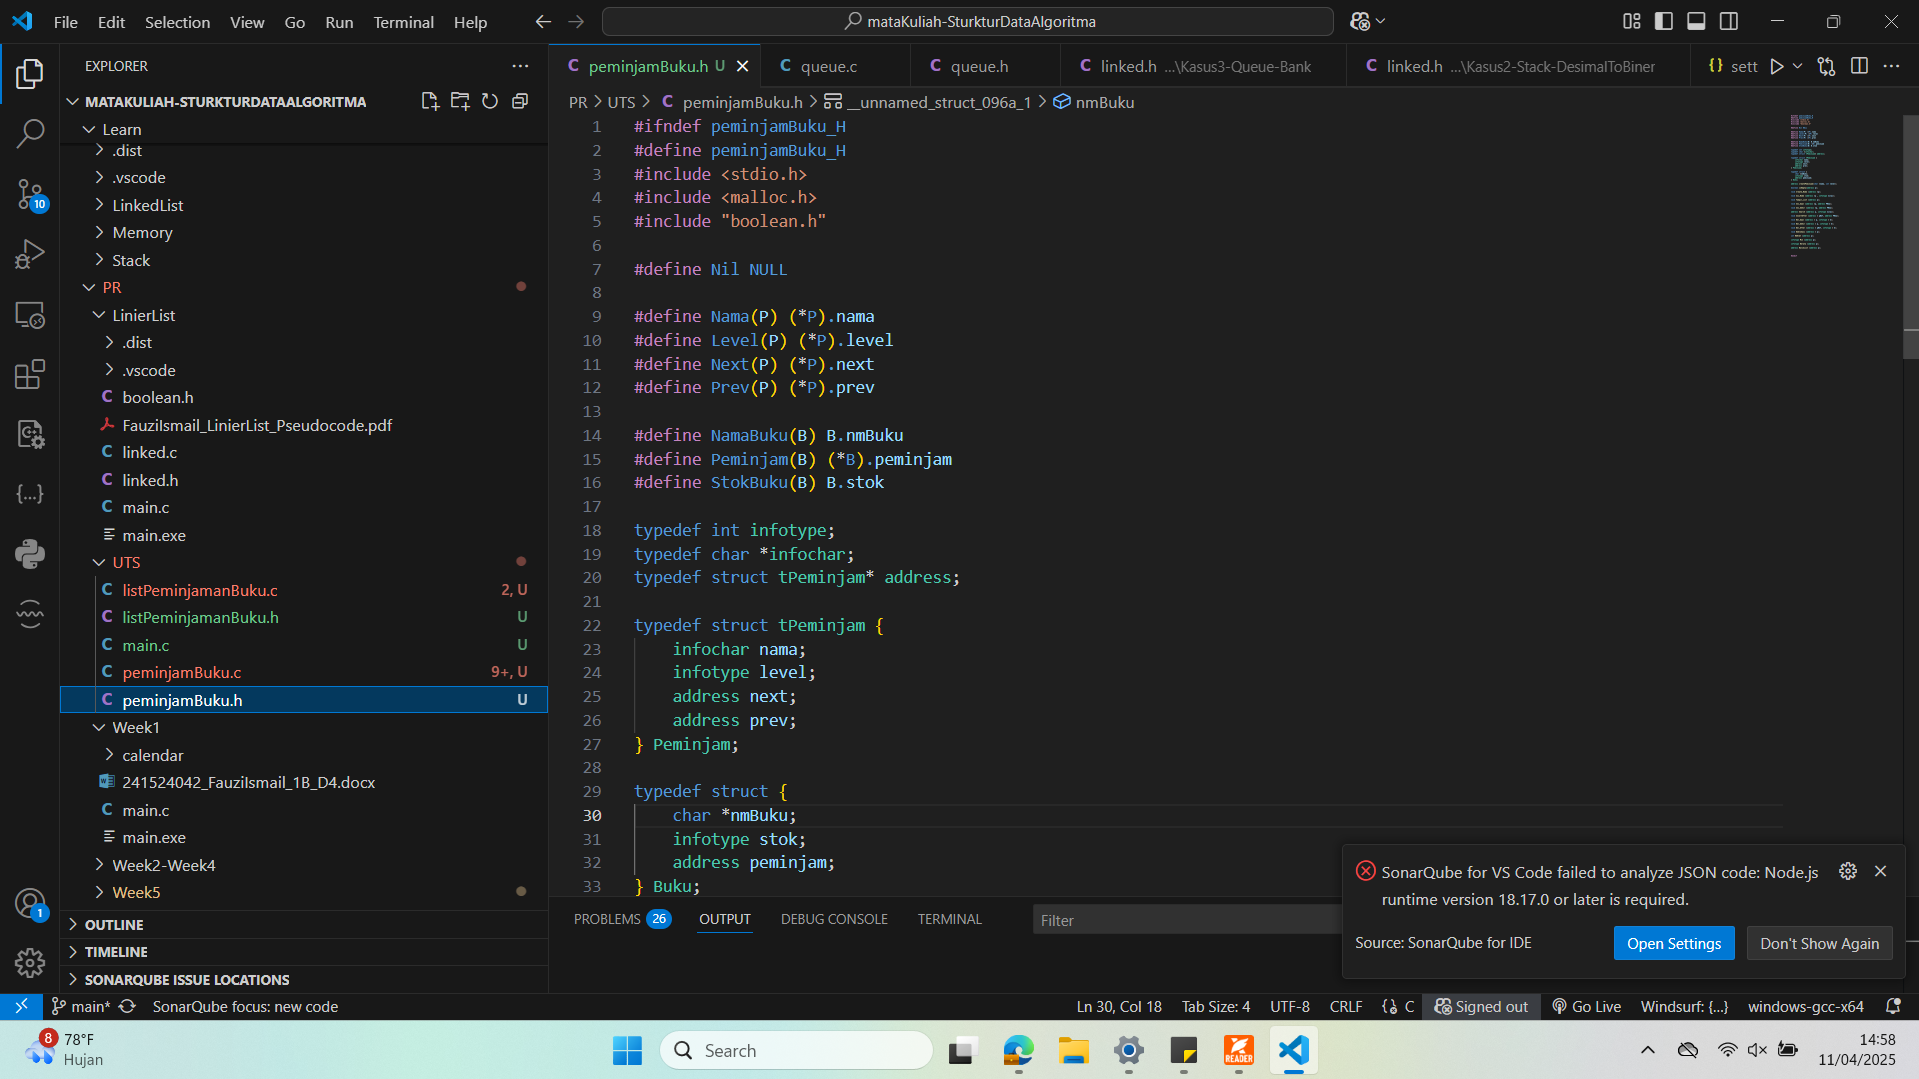 File Edit Selection View Go Run Terminal Help
mataKuliah-SturkturDataAlgoritma
EXPLORER
MATAKULIAH-STURKTURDATAALGORITMA
Learn
.dist
.vscode
LinkedList
Memory
Stack
PR
LinierList
.dist
.vscode
C boolean.h
FauziIsmail_LinierList_Pseudocode.pdf
C linked.c
C linked.h
C main.c
main.exe
UTS
C listPeminjamanBuku.c 2, U
C listPeminjamanBuku.h U
C main.c U
C peminjamBuku.c 9+, U
C peminjamBuku.h U
Week1
calendar
241524042_FauziIsmail_1B_D4.docx
C main.c
main.exe
Week2-Week4
Week5
OUTLINE
TIMELINE
SONARQUBE ISSUE LOCATIONS
10
1
C peminjamBuku.h U
C queue.c
C queue.h
C linked.h ...\Kasus3-Queue-Bank
C linked.h ...\Kasus2-Stack-DesimalToBiner
{} sett
PR > UTS > C peminjamBuku.h > __unnamed_struct_096a_1 > nmBuku
1 #ifndef peminjamBuku_H
2 #define peminjamBuku_H
3 #include <stdio.h>
4 #include <malloc.h>
5 #include "boolean.h"
6
7 #define Nil NULL
8
9 #define Nama(P) (*P).nama
10 #define Level(P) (*P).level
11 #define Next(P) (*P).next
12 #define Prev(P) (*P).prev
13
14 #define NamaBuku(B) B.nmBuku
15 #define Peminjam(B) (*B).peminjam
16 #define StokBuku(B) B.stok
17
18 typedef int infotype;
19 typedef char *infochar;
20 typedef struct tPeminjam* address;
21
22 typedef struct tPeminjam {
23 infochar nama;
24 infotype level;
25 address next;
26 address prev;
27 } Peminjam;
28
29 typedef struct {
30 char *nmBuku;
31 infotype stok;
32 address peminjam;
33 } Buku;
PROBLEMS 26 OUTPUT DEBUG CONSOLE TERMINAL
Filter
SonarQube for VS Code failed to analyze JSON code: Node.js
runtime version 18.17.0 or later is required.
Source: SonarQube for IDE
Open Settings
Don't Show Again
main* SonarQube focus: new code
Ln 30, Col 18 Tab Size: 4 UTF-8 CRLF {} C Signed out Go Live Windsurf: {...} windows-gcc-x64
8
78°F
Hujan
Search
READER
14:58
11/04/2025